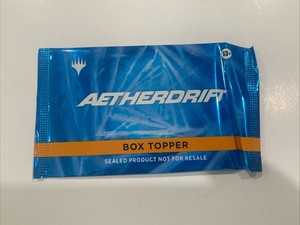 13+
AETHERDRIFT
BOX TOPPER
SEALED PRODUCT NOT FOR RESALE